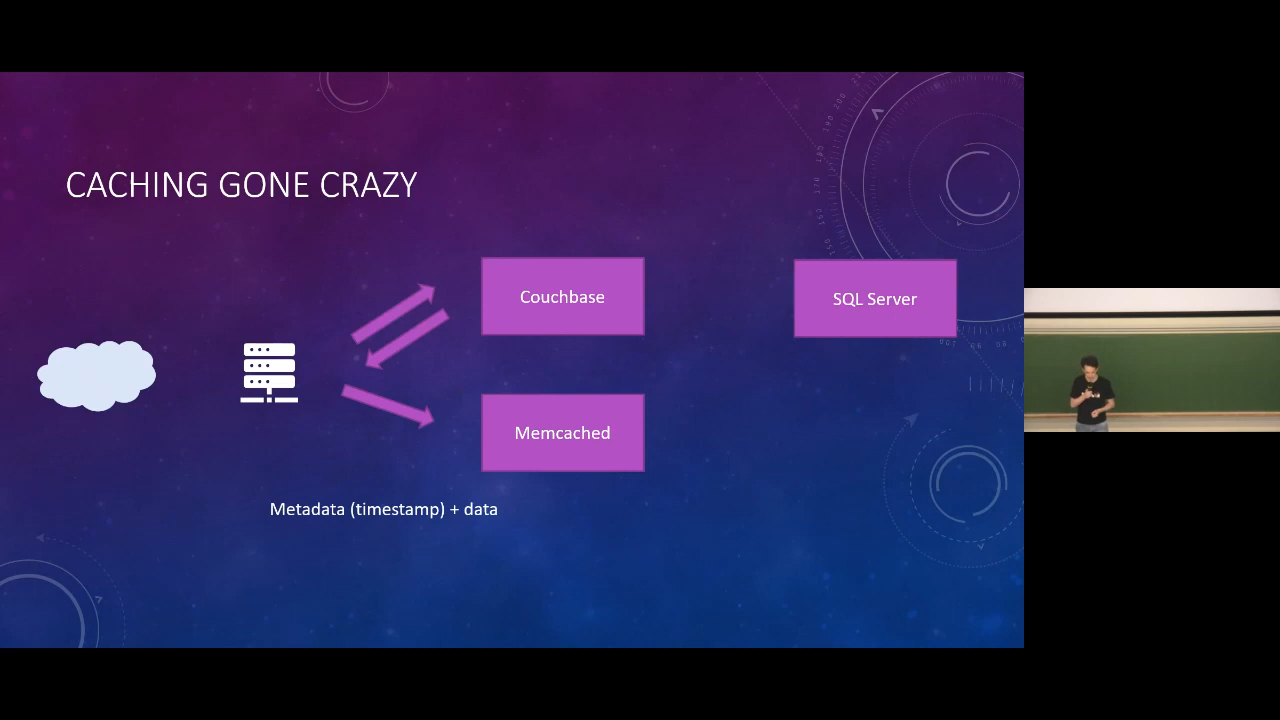 CACHING GONE CRAZY
Couchbase
SQL Server
Memcached
Metadata (timestamp) + data